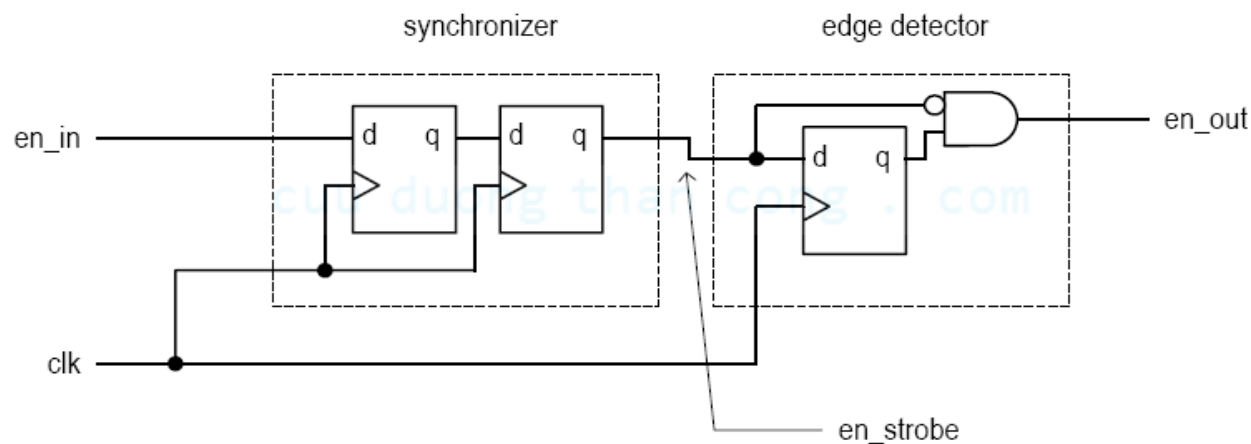 synchronizer
edge detector
en_in
d q
d q
d q
en_out
cuu duong than cong . com
clk
en_strobe